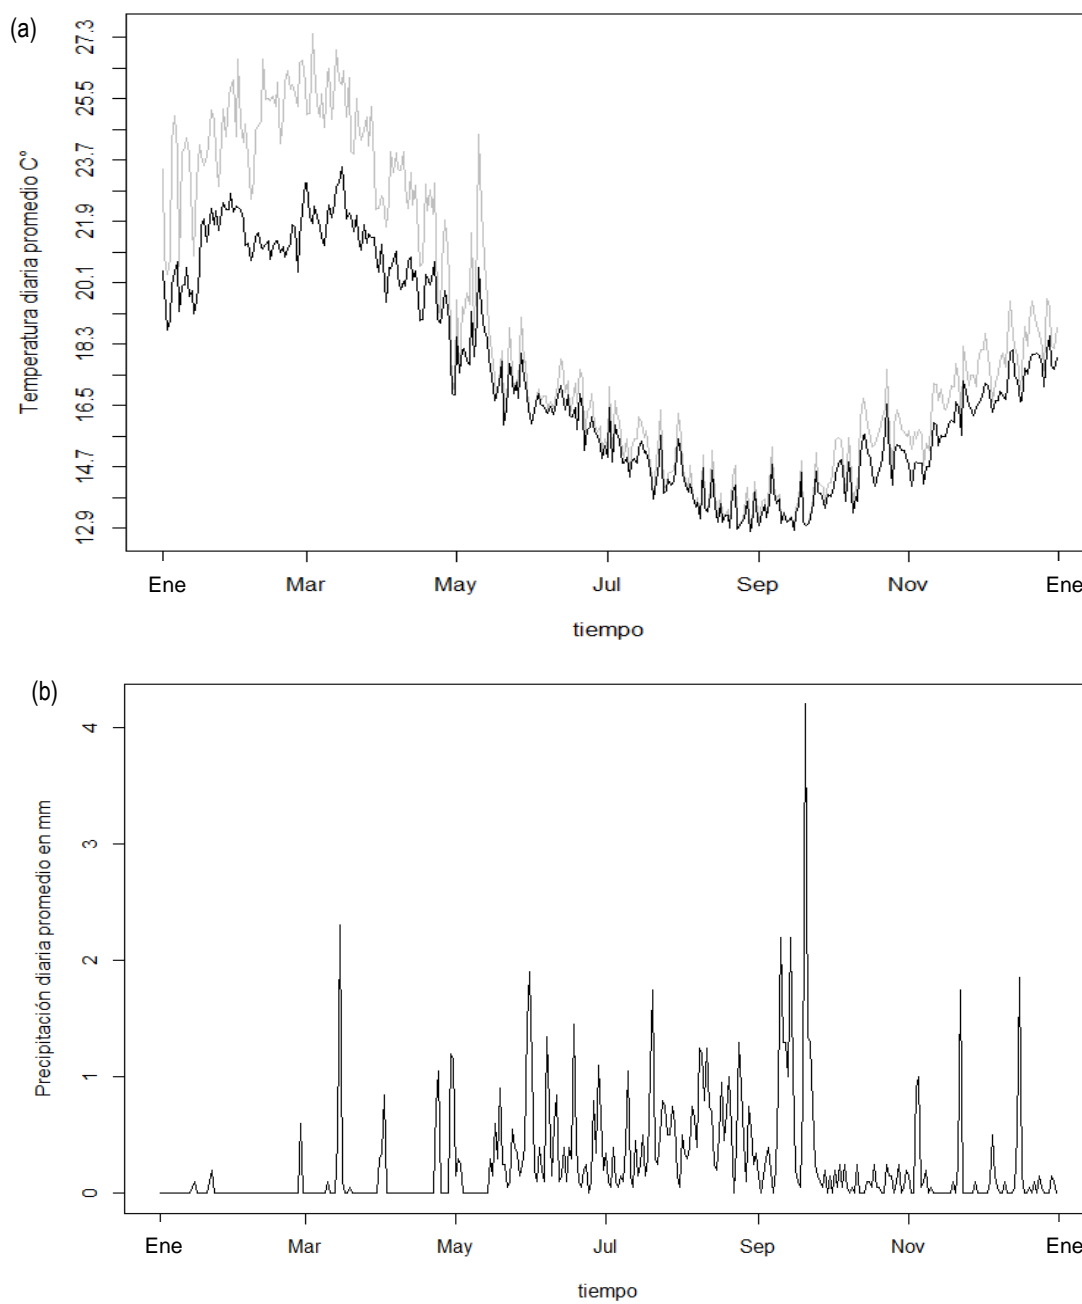 (a)
Temperatura diaria promedio C°
27.3
25.5
23.7
21.9
20.1
18.3
16.5
14.7
12.9
Ene Mar May Jul Sep Nov Ene
tiempo
(b)
Precipitación diaria promedio en mm
4
3
2
1
0
Ene Mar May Jul Sep Nov Ene
tiempo